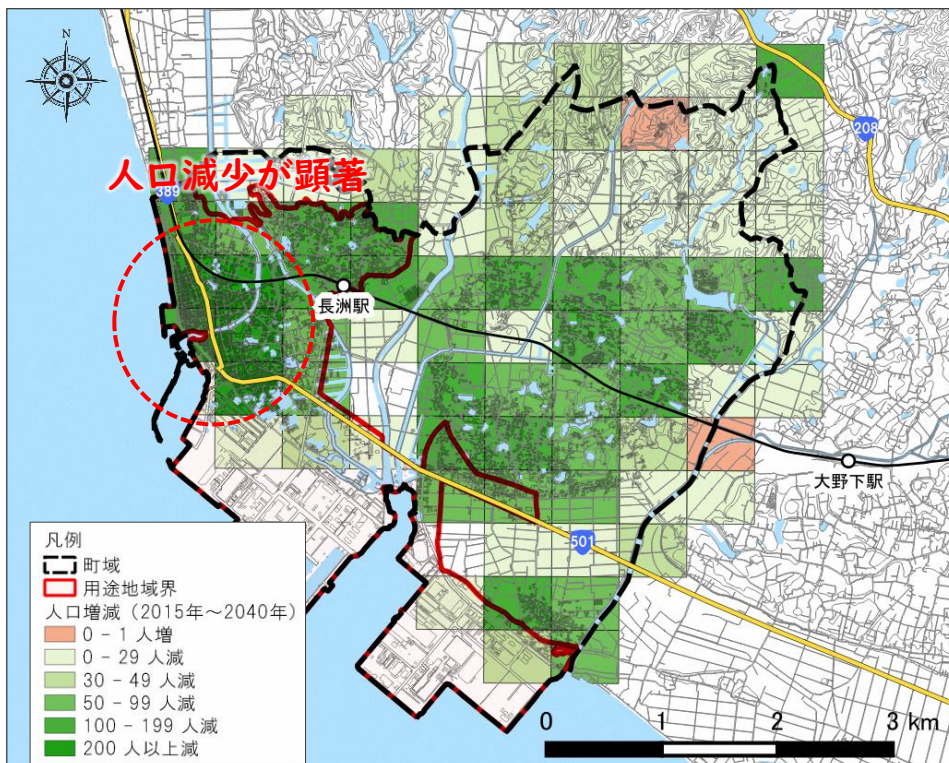 N
208
人口減少が顕著
389
長洲駅
大野下駅
501
凡例
町域
用途地域界
人口増減（2015年～2040年）
0 - 1 人増
0 - 29 人減
30 - 49 人減
50 - 99 人減
100 - 199 人減
200 人以上減
0 1 2 3 km